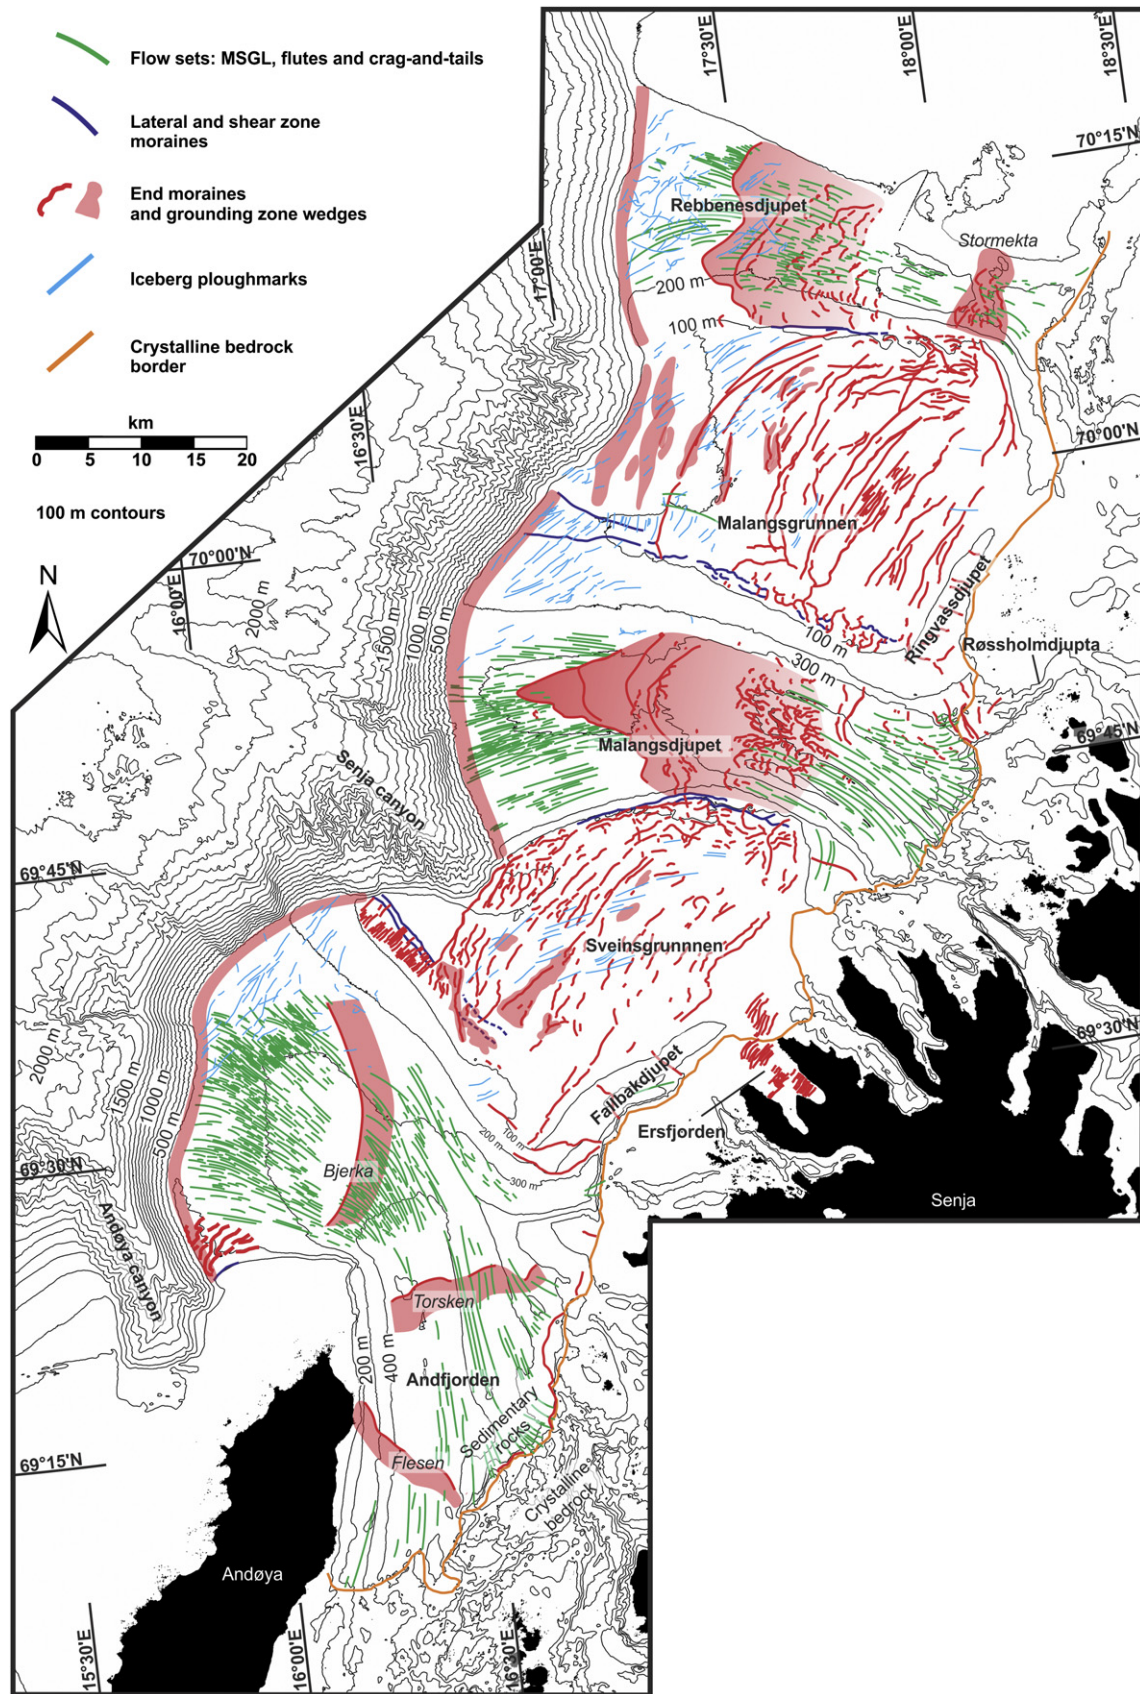 Flow sets: MSGL, flutes and crag-and-tails
Lateral and shear zone
moraines
End moraines
and grounding zone wedges
Iceberg ploughmarks
Crystalline bedrock
border
km
0 5 10 15 20
100 m contours
N
17°30'E
18°00'E
18°30'E
70°15'N
Rebbenesdjupet
Stormekta
17°00'E
200 m
100 m
16°30'E
70°00'N
Malangsgrunnen
70°00'N
16°00'E
2000 m
1500 m
1000 m
500 m
Ringvassdjupet
100 m
300 m
Røssholmdjupta
69°45'N
Malangsdjupet
Senja canyon
69°45'N
Sveinsgrunnnen
69°30'N
2000 m
1500 m
1000 m
500 m
Fallbakdjupet
100 m
200 m
300 m
Ersfjorden
69°30'N
Bjerka
Senja
Andøya canyon
Torsken
200 m
400 m
Andfjorden
Sedimentary
rocks
69°15'N
Flesen
Crystalline
bedrock
Andøya
15°30'E
16°00'E
16°30'E